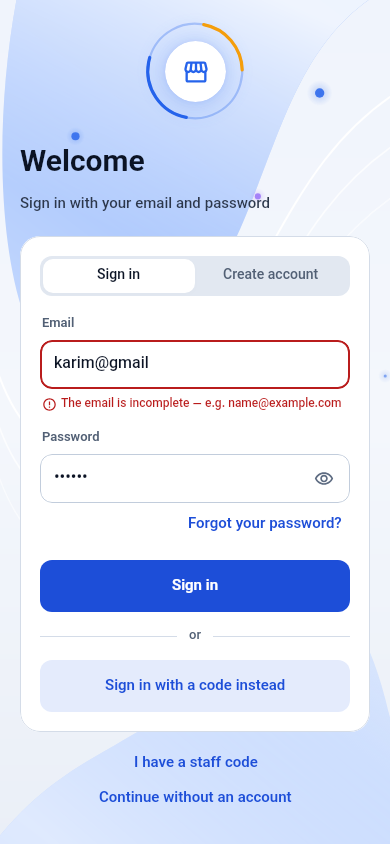 Welcome
Sign in with your email and password
Sign in
Create account
Email
karim@gmail
The email is incomplete — e.g. name@example.com
Password
••••••
Forgot your password?
Sign in
or
Sign in with a code instead
I have a staff code
Continue without an account